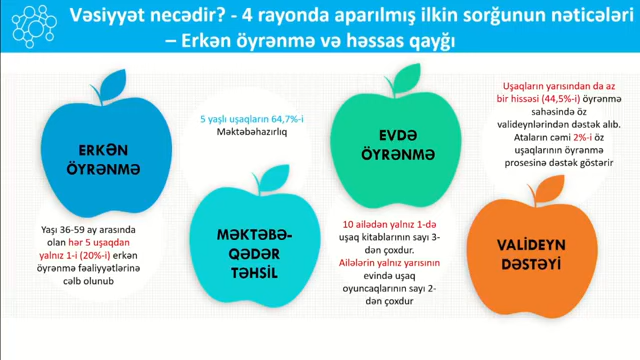 Vəsiyyət necədir? - 4 rayonda aparılmış ilkin sorğunun nəticələri
– Erkən öyrənmə və həssas qayğı
ERKƏN
ÖYRƏNMƏ
Yaşı 36-59 ay arasında
olan hər 5 uşaqdan
yalnız 1-i (20%-i) erkən
öyrənmə fəaliyyətlərinə
cəlb olunub
5 yaşlı uşaqların 64,7%-i
Məktəbəhazırlıq
MƏKTƏBƏ-
QƏDƏR
TƏHSİL
EVDƏ
ÖYRƏNMƏ
10 ailədən yalnız 1-də
uşaq kitablarının sayı 3-
dən çoxdur.
Ailələrin yalnız yarısının
evində uşaq
oyuncaqlarının sayı 2-
dən çoxdur
Uşaqların yarısından da az
bir hissəsi (44,5%-i) öyrənmə
sahəsində öz
valideynlərindən dəstək alıb.
Ataların cəmi 2%-i öz
uşaqlarının öyrənmə
prosesinə dəstək göstərir
VALİDEYN
DƏSTƏYİ